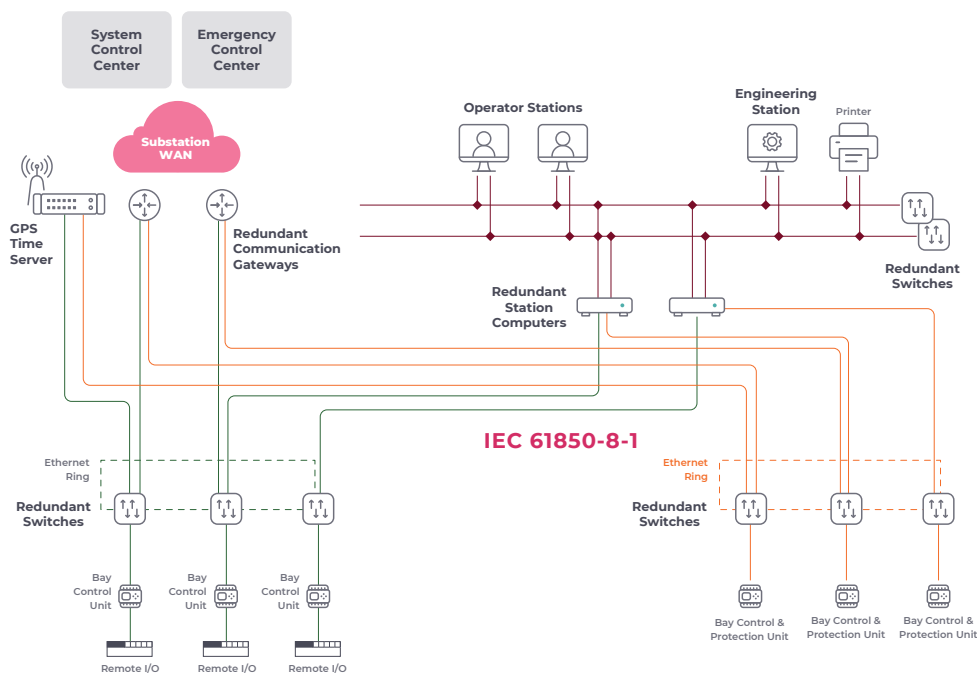 System
Control
Center
Emergency
Control
Center
Substation
WAN
Operator Stations
Engineering
Station
Printer
GPS
Time
Server
Redundant
Communication
Gateways
Redundant
Switches
Redundant
Station
Computers
IEC 61850-8-1
Ethernet
Ring
Redundant
Switches
Ethernet
Ring
Redundant
Switches
Bay
Control
Unit
Bay
Control
Unit
Bay
Control
Unit
Bay Control &
Protection Unit
Bay Control &
Protection Unit
Bay Control &
Protection Unit
Remote I/O
Remote I/O
Remote I/O